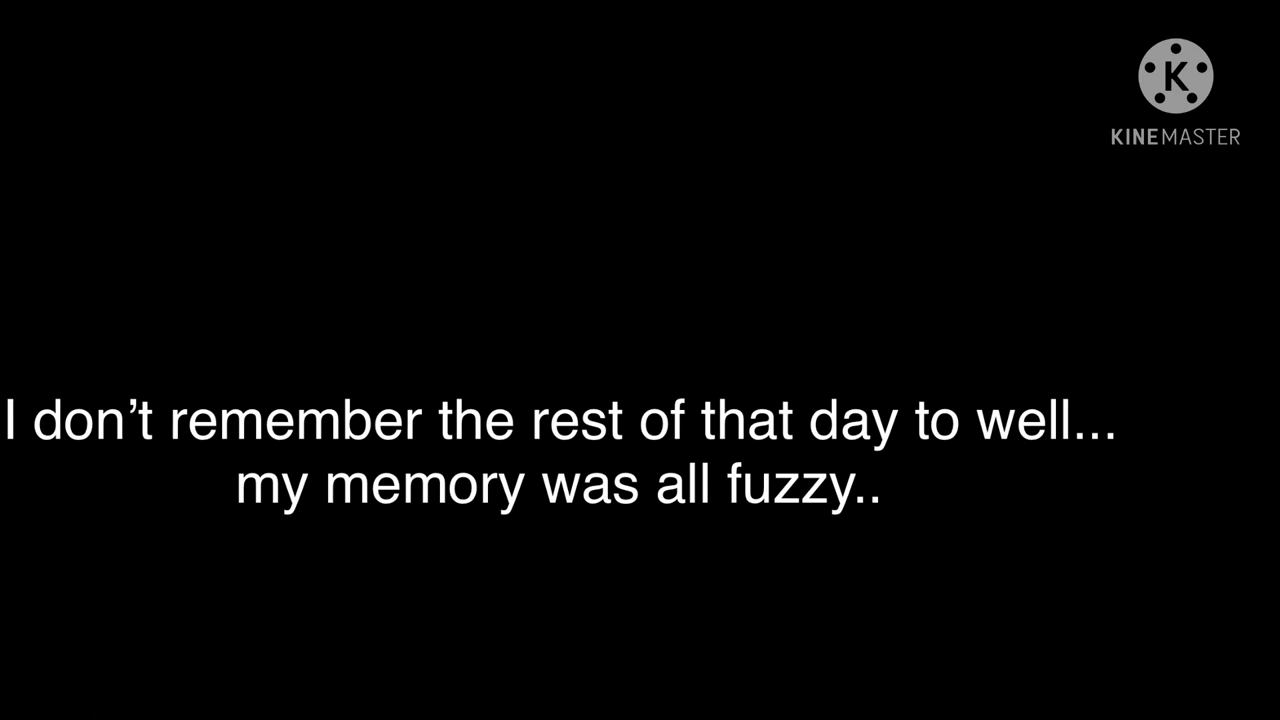 K
KINEMASTER
I don’t remember the rest of that day to well...
my memory was all fuzzy..